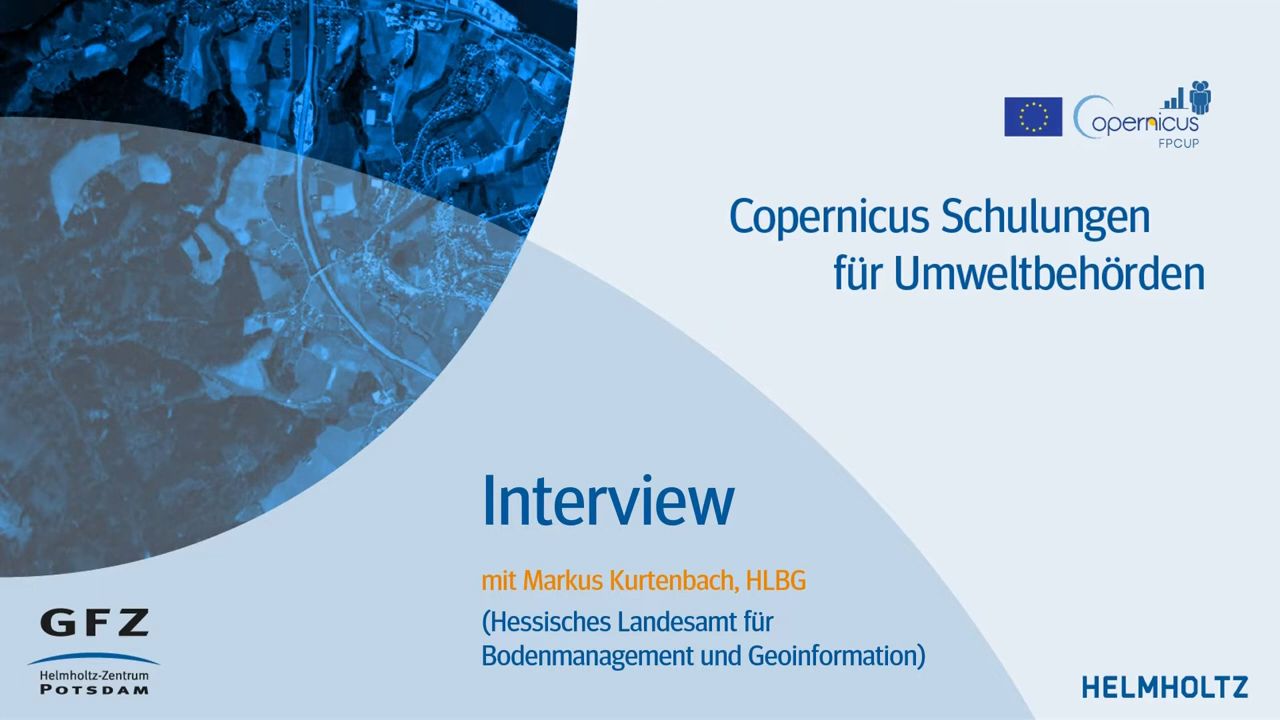 Copernicus
FPCUP
Copernicus Schulungen
für Umweltbehörden
Interview
mit Markus Kurtenbach, HLBG
(Hessisches Landesamt für
Bodenmanagement und Geoinformation)
GFZ
Helmholtz-Zentrum
POTSDAM
HELMHOLTZ